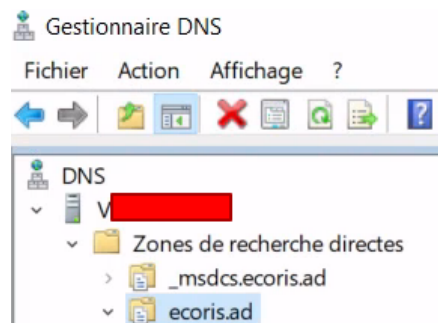 Gestionnaire DNS
Fichier Action Affichage ?
DNS
V
Zones de recherche directes
_msdcs.ecoris.ad
ecoris.ad